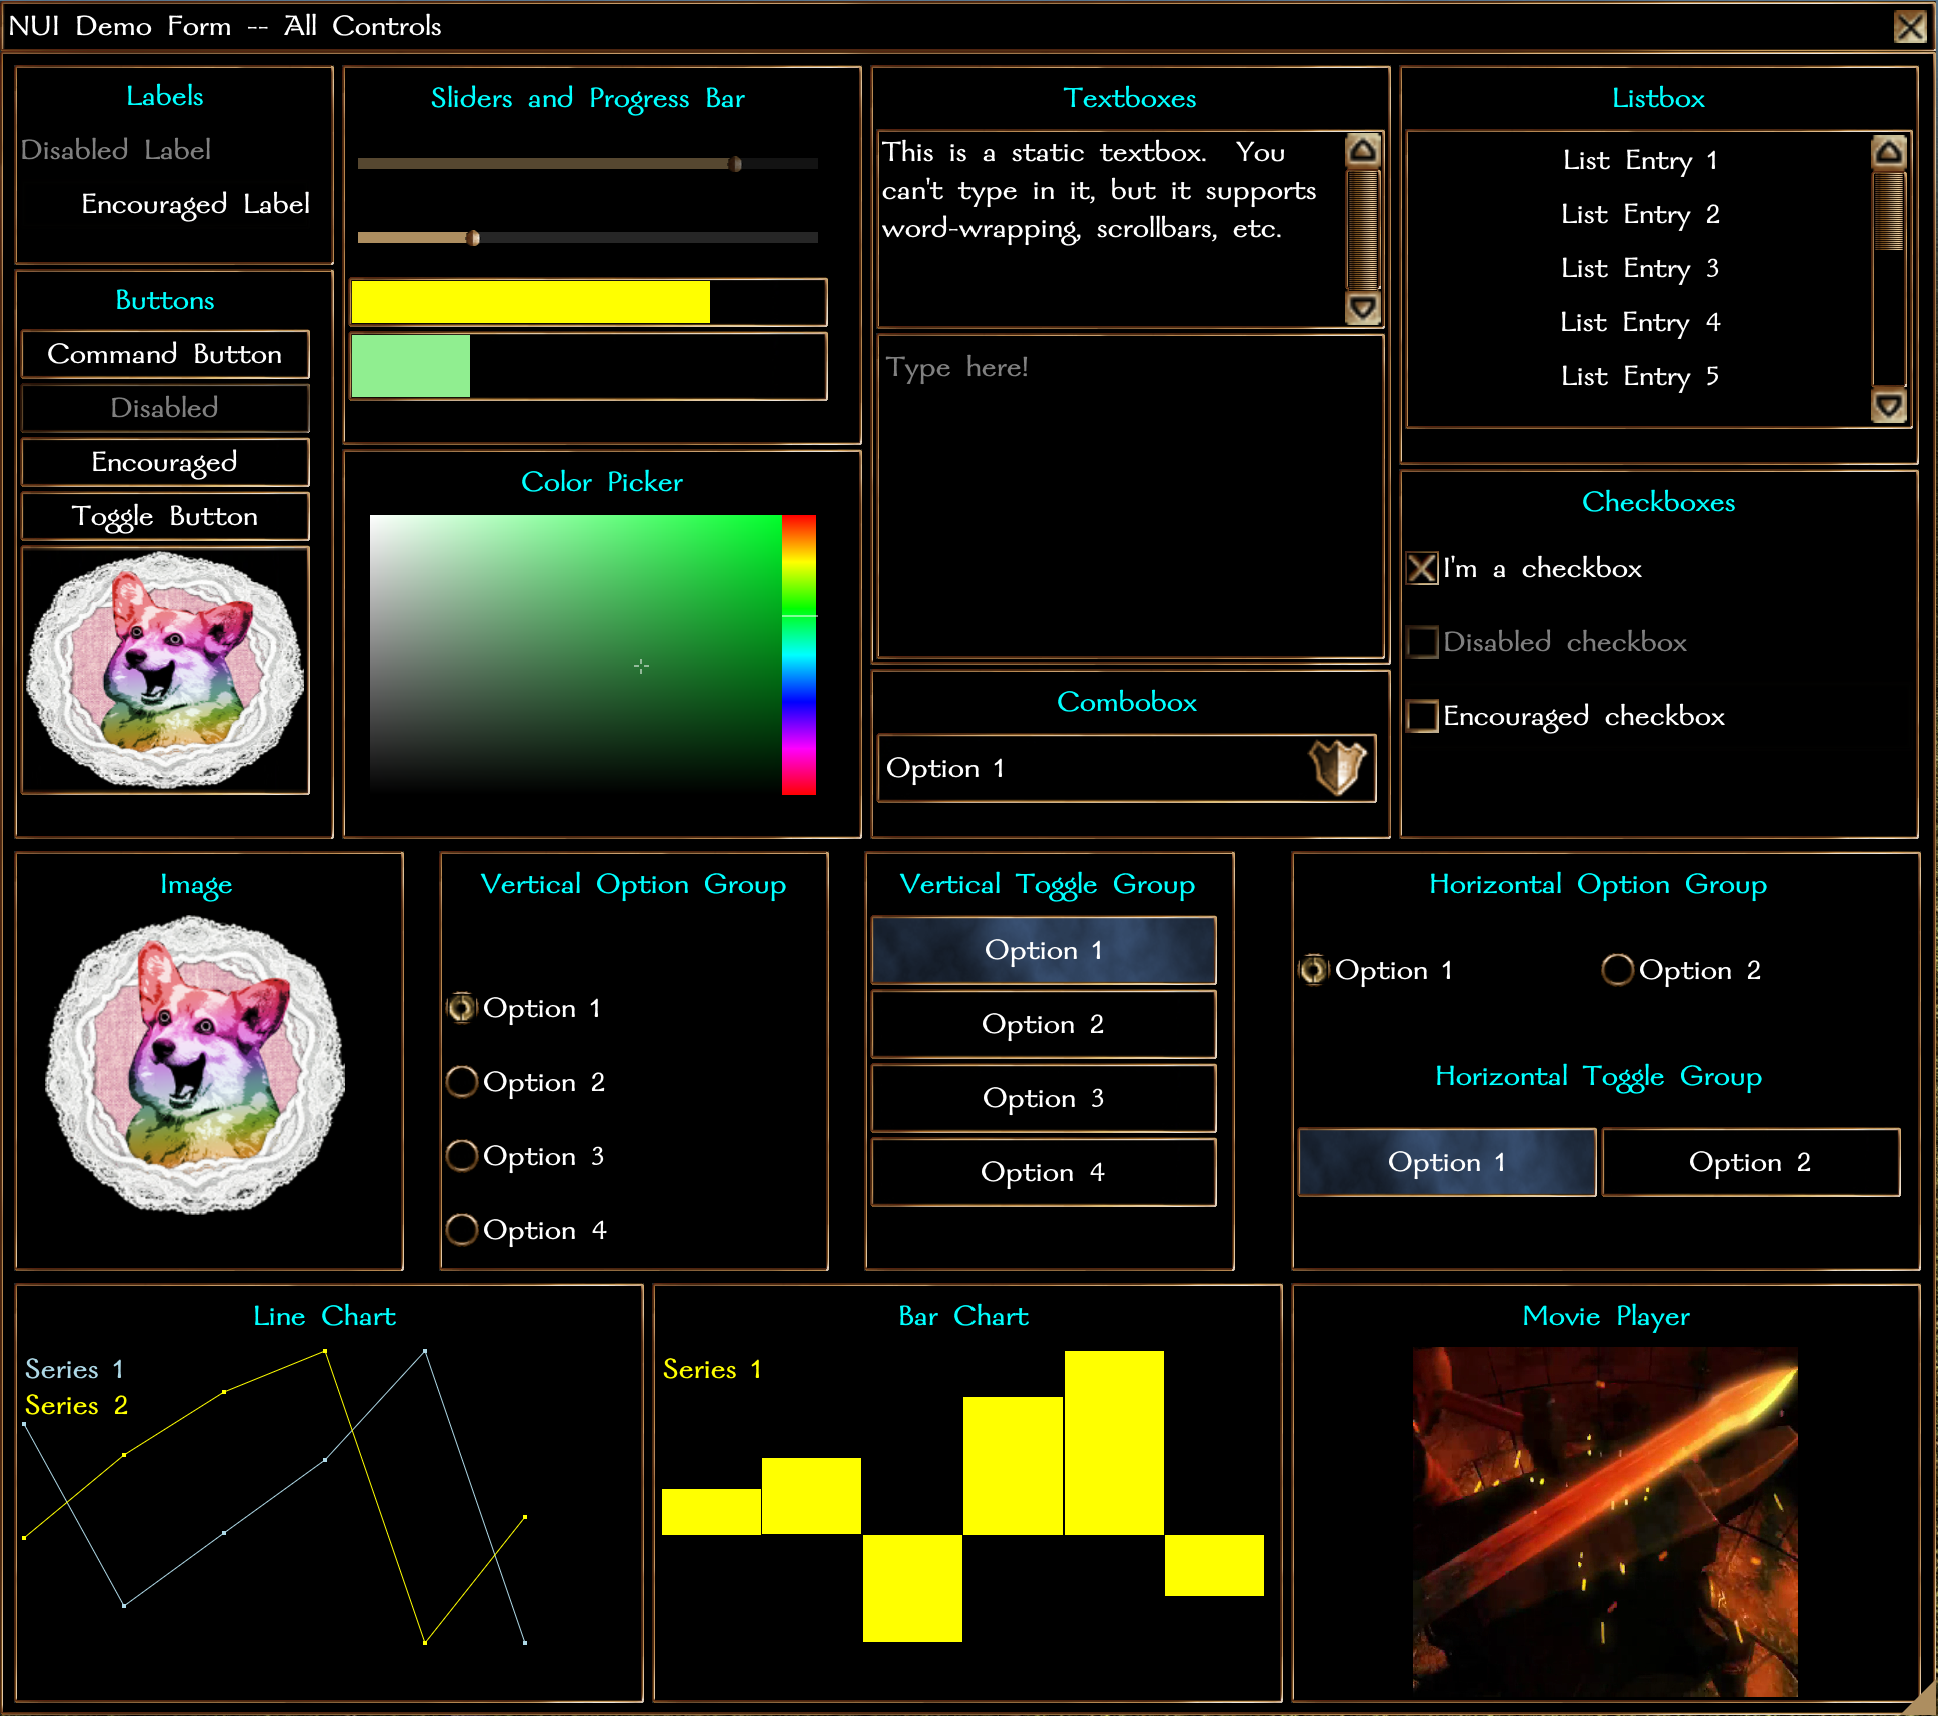 NUI Demo Form -- All Controls
Labels
Disabled Label
Encouraged Label
Buttons
Command Button
Disabled
Encouraged
Toggle Button
Sliders and Progress Bar
Color Picker
Textboxes
This is a static textbox.  You
can't type in it, but it supports
word-wrapping, scrollbars, etc.
Type here!
Combobox
Option 1
Listbox
List Entry 1
List Entry 2
List Entry 3
List Entry 4
List Entry 5
Checkboxes
I'm a checkbox
Disabled checkbox
Encouraged checkbox
Image
Vertical Option Group
Option 1
Option 2
Option 3
Option 4
Vertical Toggle Group
Option 1
Option 2
Option 3
Option 4
Horizontal Option Group
Option 1
Option 2
Horizontal Toggle Group
Option 1
Option 2
Line Chart
Series 1
Series 2
Bar Chart
Series 1
Movie Player